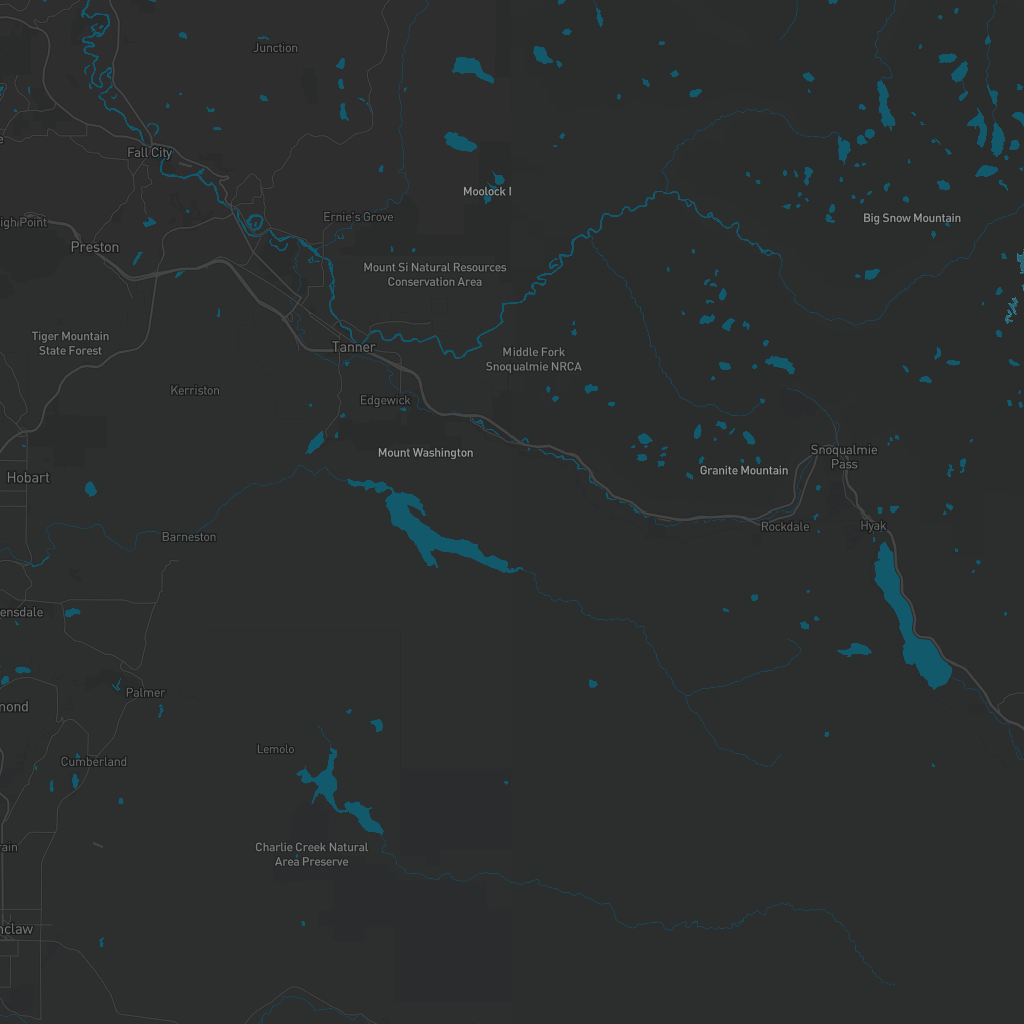 Junction
Fall City
Moolock
Ernie's Grove
Big Snow Mountain
igh Point
Preston
Mount Si Natural Resources
Conservation Area
Tiger Mountain
State Forest
Tanner
Middle Fork
Snoqualmie NRCA
Kerriston
Edgewick
Mount Washington
Snoqualmie
Pass
Granite Mountain
Hobart
Rockdale
Hyak
Barneston
ensdale
Palmer
mond
Lemolo
Cumberland
rain
Charlie Creek Natural
Area Preserve
nclaw